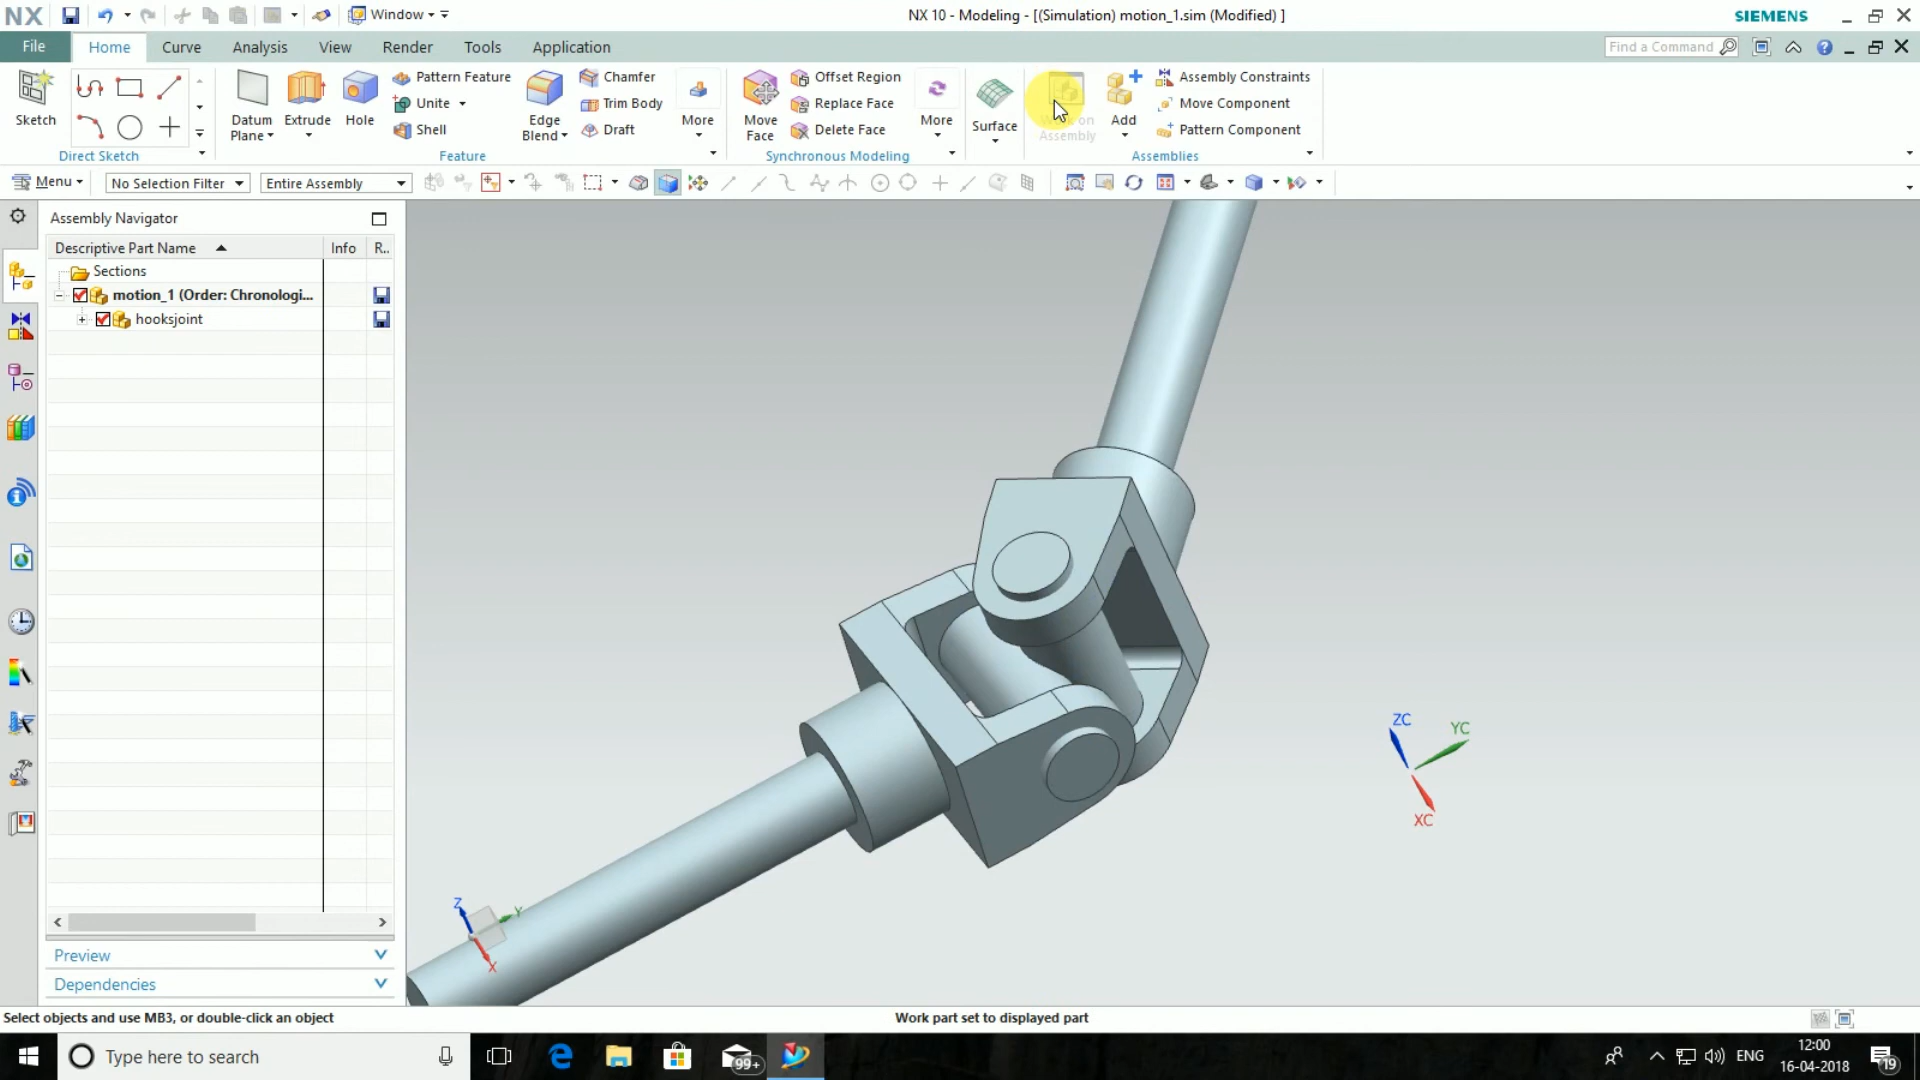 NX
Window
NX 10 - Modeling - [(Simulation) motion_1.sim (Modified) ]
SIEMENS
File
Home
Curve
Analysis
View
Render
Tools
Application
Find a Command
Sketch
Direct Sketch
Datum Plane
Extrude
Hole
Pattern Feature
Unite
Shell
Edge Blend
Chamfer
Trim Body
Draft
More
Feature
Move Face
Offset Region
Replace Face
Delete Face
More
Synchronous Modeling
Surface
on
Assembly
Add
Assembly Constraints
Move Component
Pattern Component
Assemblies
Menu
No Selection Filter
Entire Assembly
Assembly Navigator
Descriptive Part Name
Info
R..
Sections
motion_1 (Order: Chronologi...
hooksjoint
ZC
YC
XC
Z
Y
X
Preview
Dependencies
Select objects and use MB3, or double-click an object
Work part set to displayed part
Type here to search
99+
ENG
12:00
16-04-2018
19